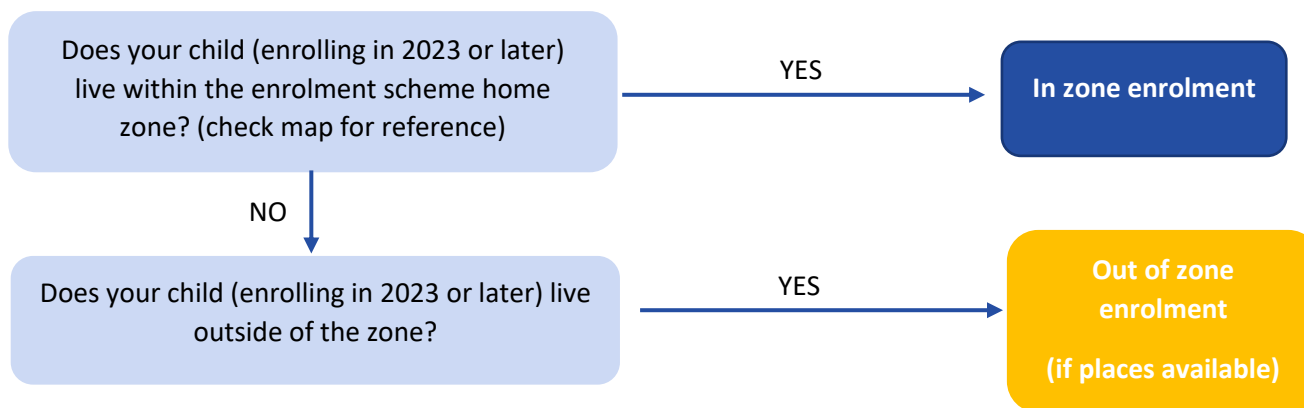 Does your child (enrolling in 2023 or later)
live within the enrolment scheme home
zone? (check map for reference)
YES
In zone enrolment
NO
Does your child (enrolling in 2023 or later) live
outside of the zone?
YES
Out of zone
enrolment
(if places available)